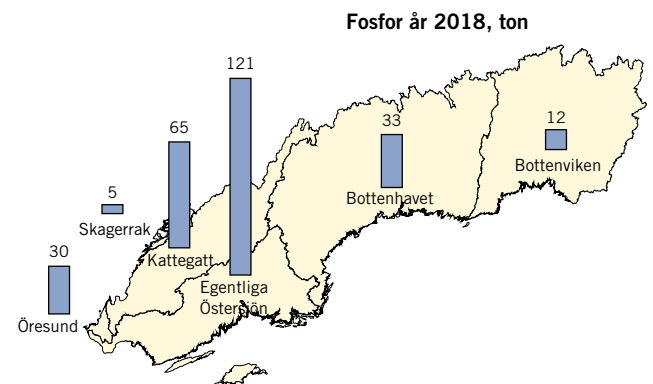 Fosfor år 2018, ton
121
65
33
12
5
30
Bottenviken
Bottenhavet
Skagerrak
Kattegatt
Egentliga
Östersjön
Öresund